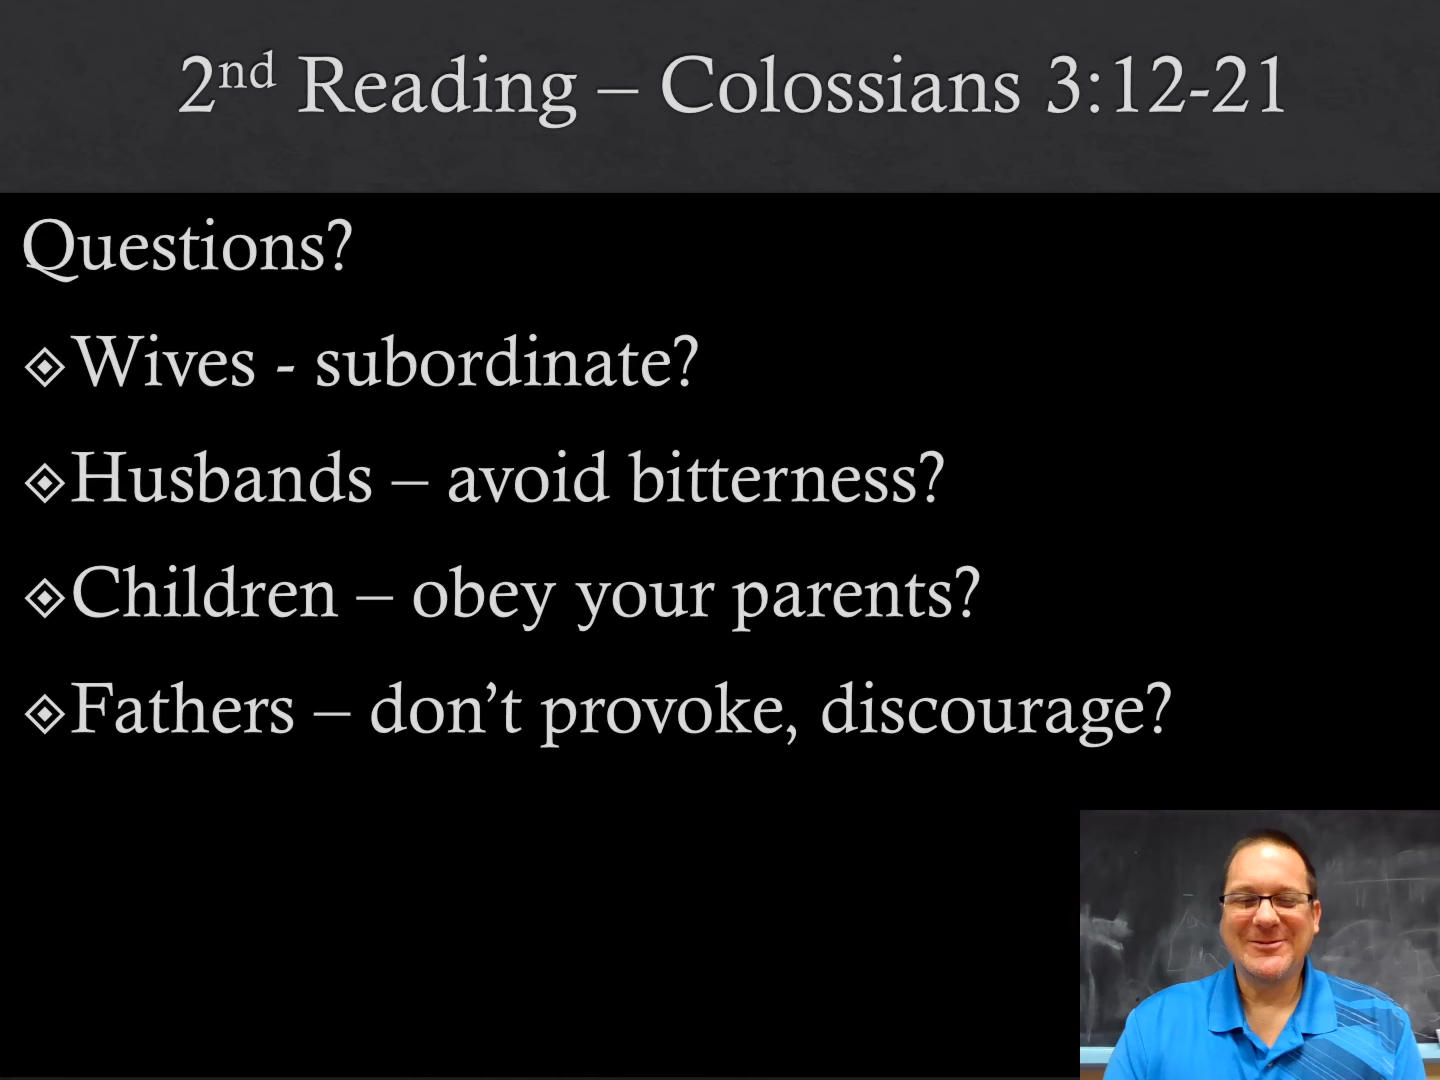 2nd Reading – Colossians 3:12-21
Questions?
Wives - subordinate?
Husbands – avoid bitterness?
Children – obey your parents?
Fathers – don’t provoke, discourage?